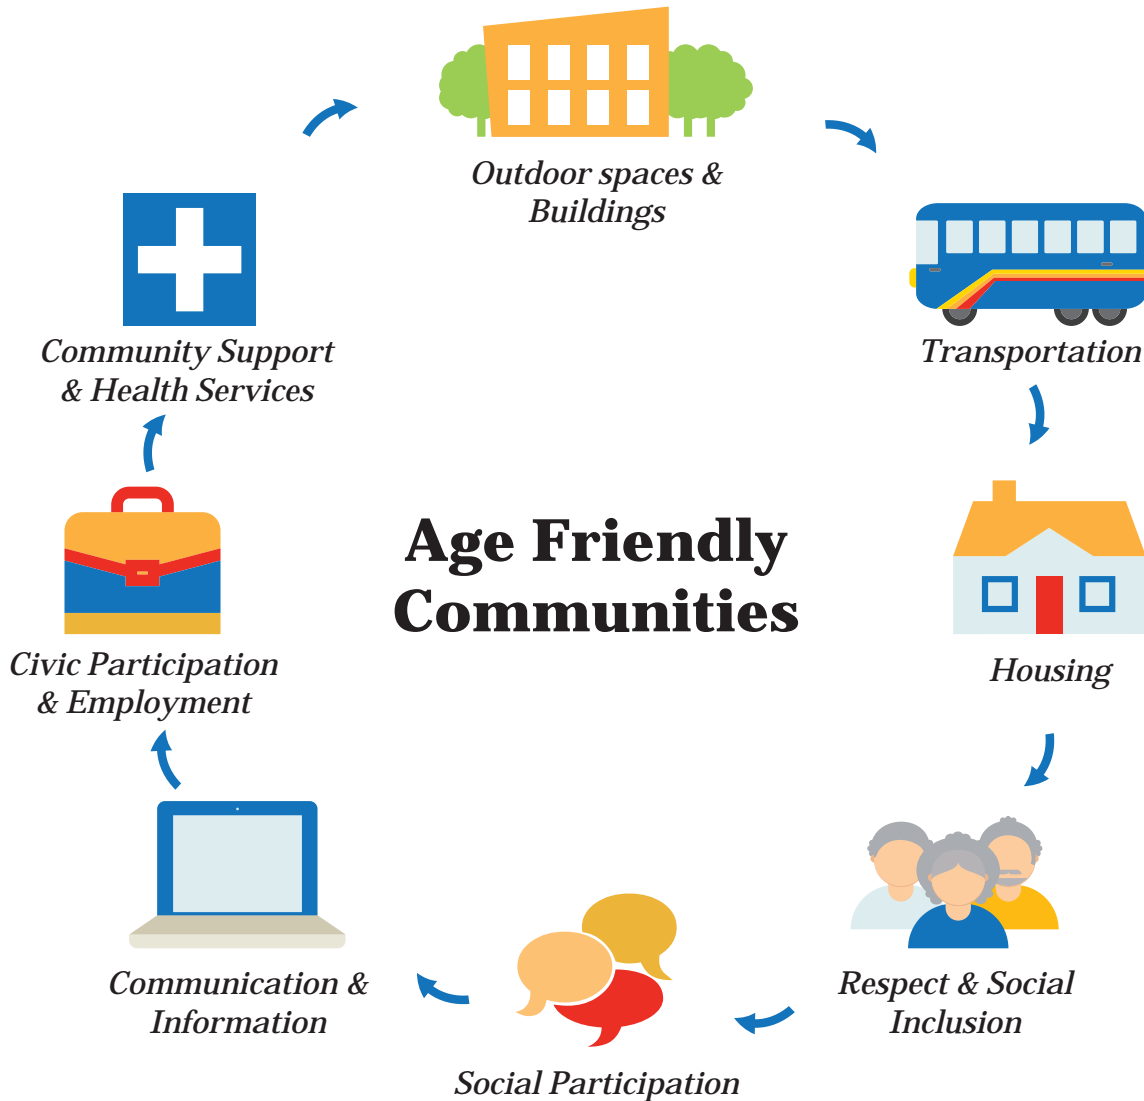 Outdoor spaces &
Buildings
Transportation
Housing
Respect & Social
Inclusion
Social Participation
Communication &
Information
Civic Participation
& Employment
Community Support
& Health Services
Age Friendly
Communities